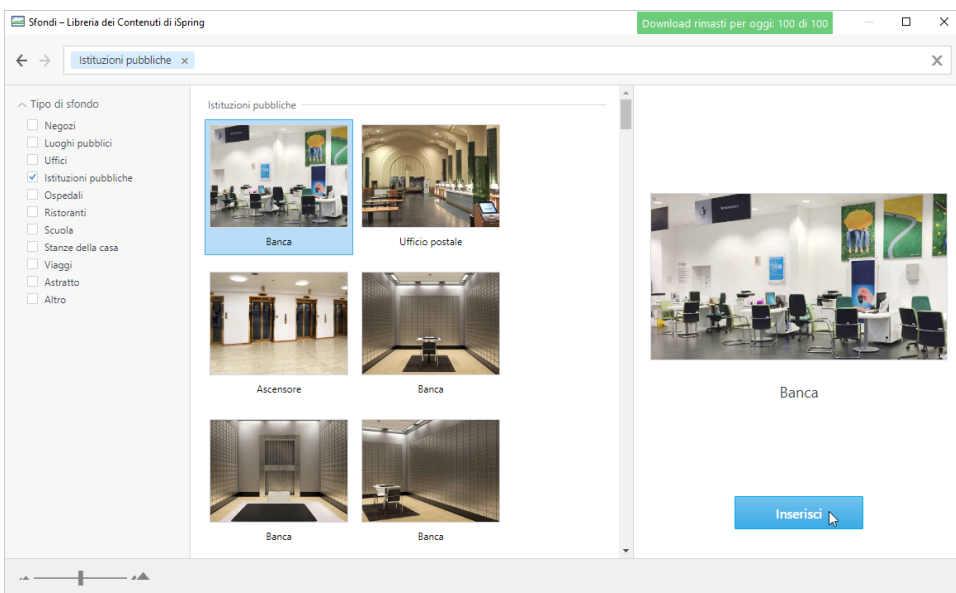 Sfondi – Libreria dei Contenuti di iSpring
Download rimasti per oggi: 100 di 100
Istituzioni pubbliche
Tipo di sfondo
Negozi
Luoghi pubblici
Uffici
Istituzioni pubbliche
Ospedali
Ristoranti
Scuola
Stanze della casa
Viaggi
Astratto
Altro
Istituzioni pubbliche
Banca
Ufficio postale
Ascensore
Banca
Banca
Banca
Banca
Inserisci